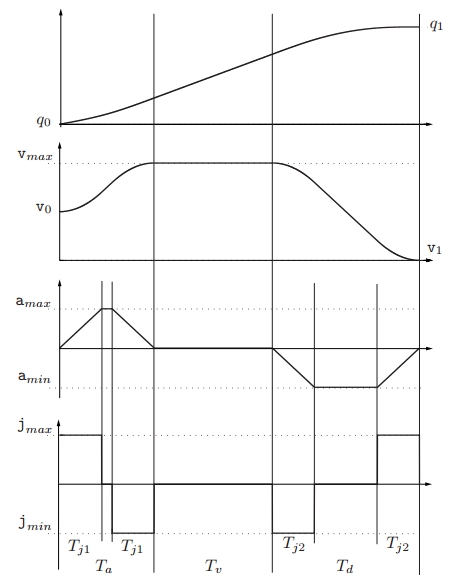 q1
q0
vmax
v0
v1
amax
amin
jmax
jmin
Tj1 Tj1 Tj2 Tj2
Ta Tv Td